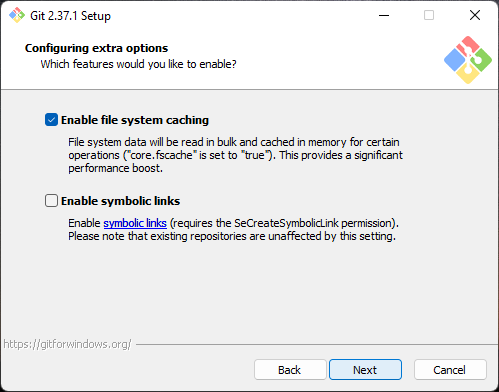 Git 2.37.1 Setup
Configuring extra options
Which features would you like to enable?
Enable file system caching
File system data will be read in bulk and cached in memory for certain
operations ("core.fscache" is set to "true"). This provides a significant
performance boost.
Enable symbolic links
Enable symbolic links (requires the SeCreateSymbolicLink permission).
Please note that existing repositories are unaffected by this setting.
https://gitforwindows.org/
Back
Next
Cancel